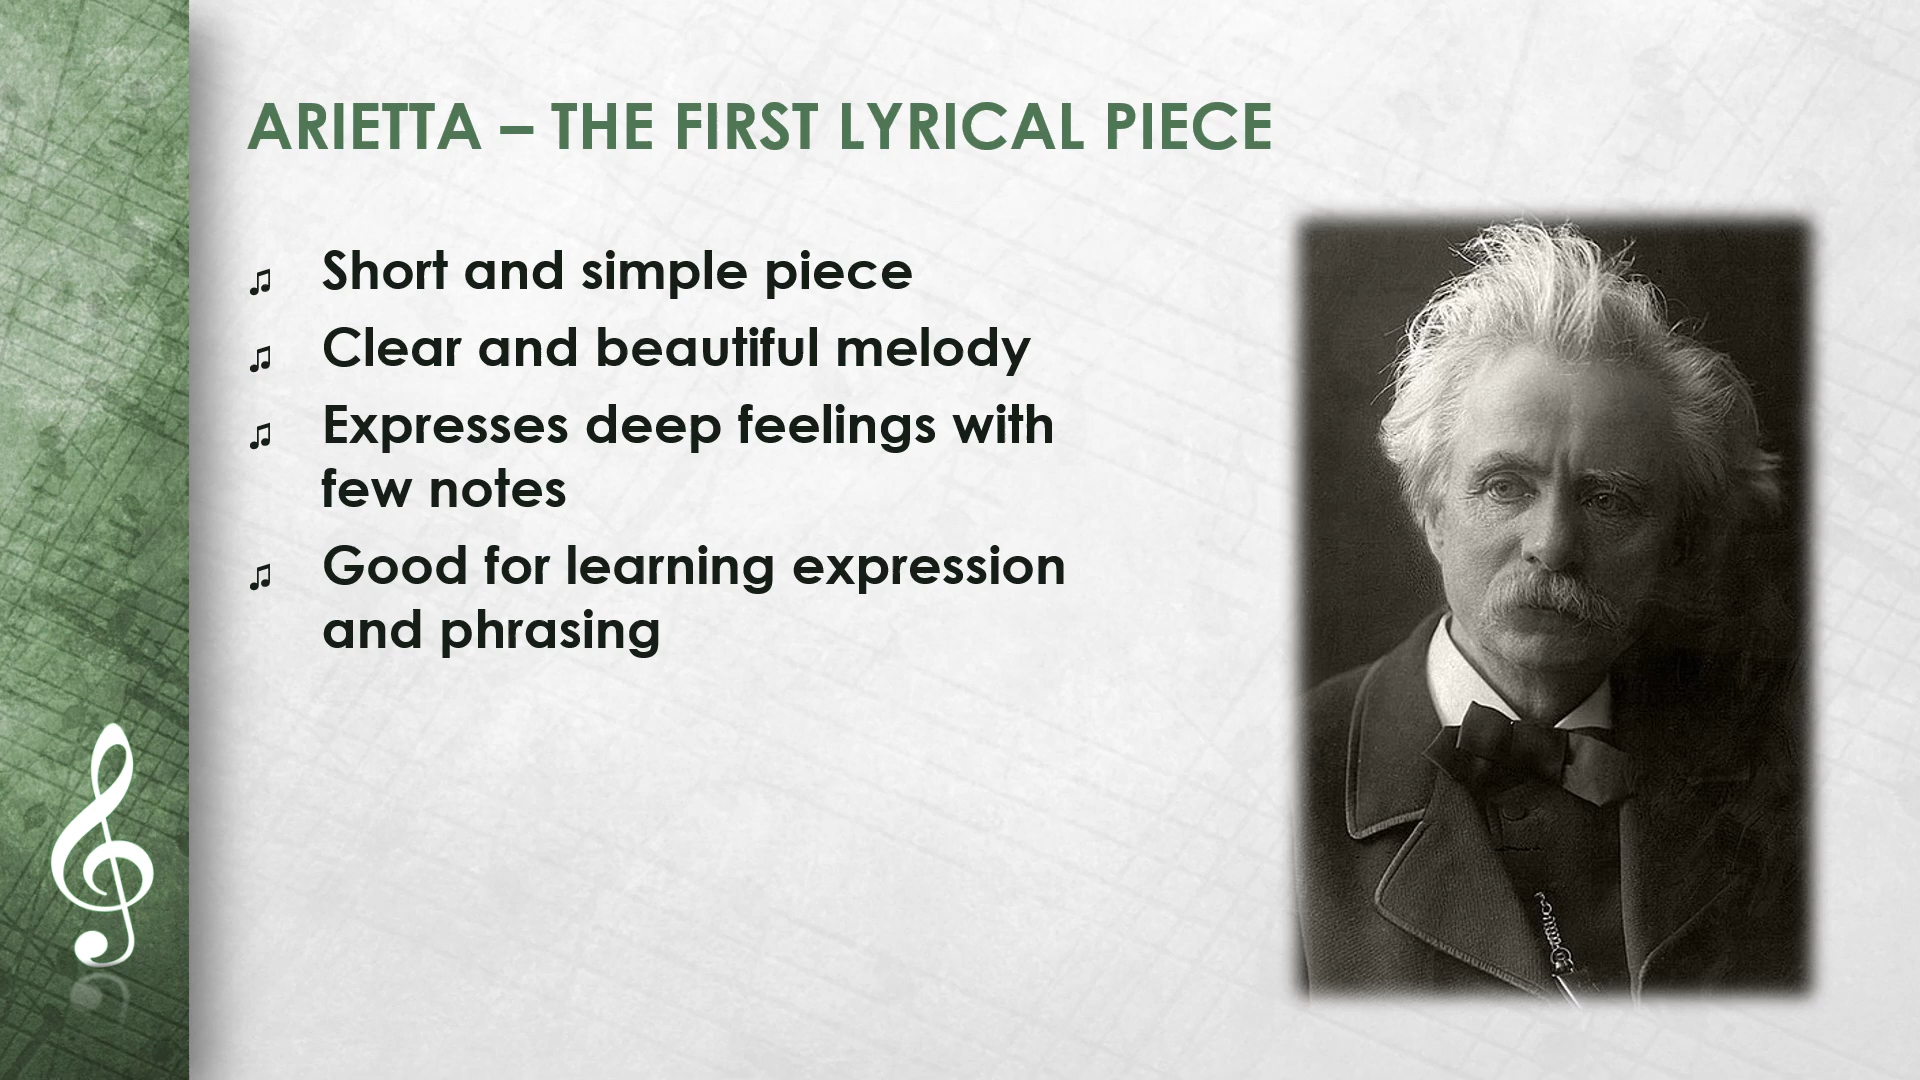 ARIETTA – THE FIRST LYRICAL PIECE
♫ Short and simple piece
♫ Clear and beautiful melody
♫ Expresses deep feelings with
few notes
♫ Good for learning expression
and phrasing